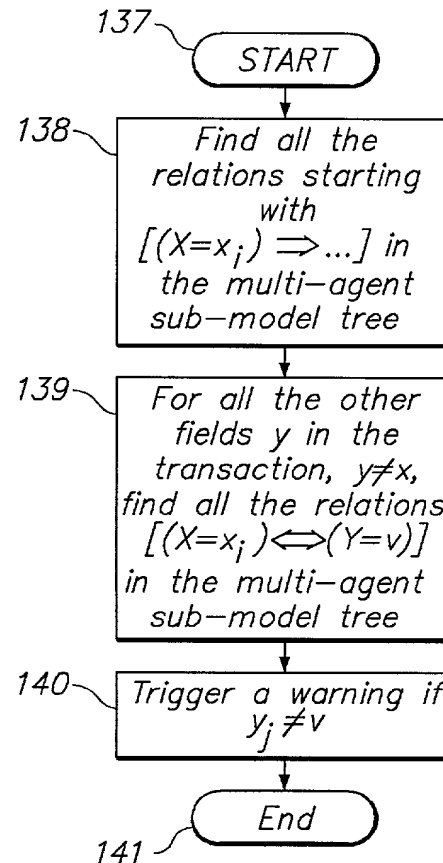 137
START
138
Find all the
relations starting
with
[(X=x_i) ⇒ ...] in
the multi-agent
sub-model tree
139
For all the other
fields y in the
transaction, y≠x,
find all the relations
[(X=x_i)⇔(Y=v)]
in the multi-agent
sub-model tree
140
Trigger a warning if
y_j ≠v
End
141